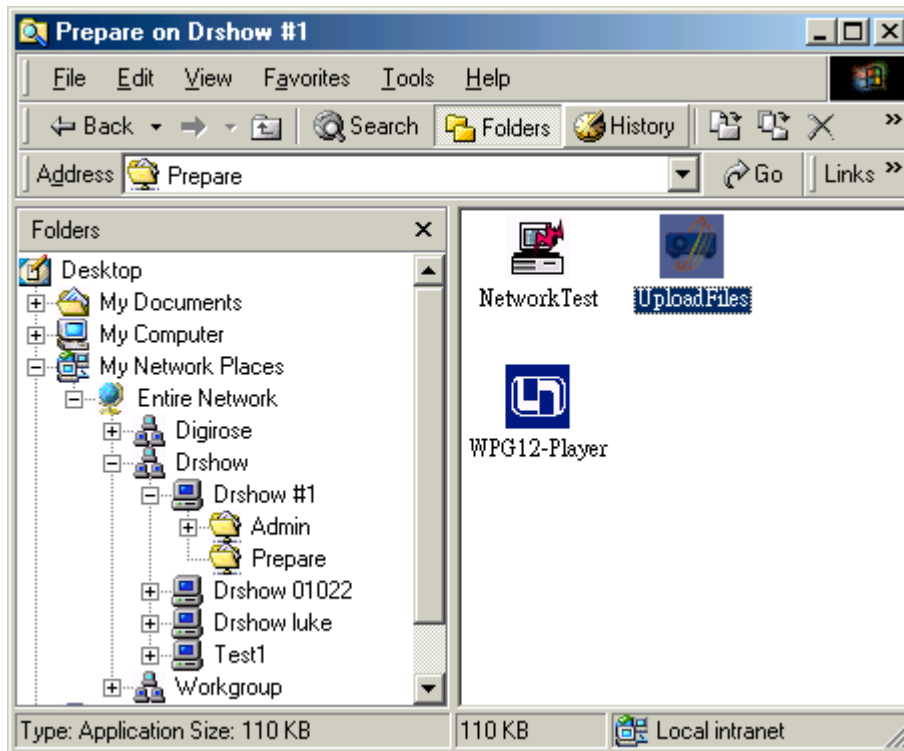 Prepare on Drshow #1
File Edit View Favorites Tools Help
Back Search Folders History »
Address Prepare Go Links »
Folders
Desktop
My Documents
My Computer
My Network Places
Entire Network
Digirose
Drshow
Drshow #1
Admin
Prepare
Drshow 01022
Drshow luke
Test1
Workgroup
NetworkTest UploadFiles
WPG12-Player
Type: Application Size: 110 KB 110 KB Local intranet